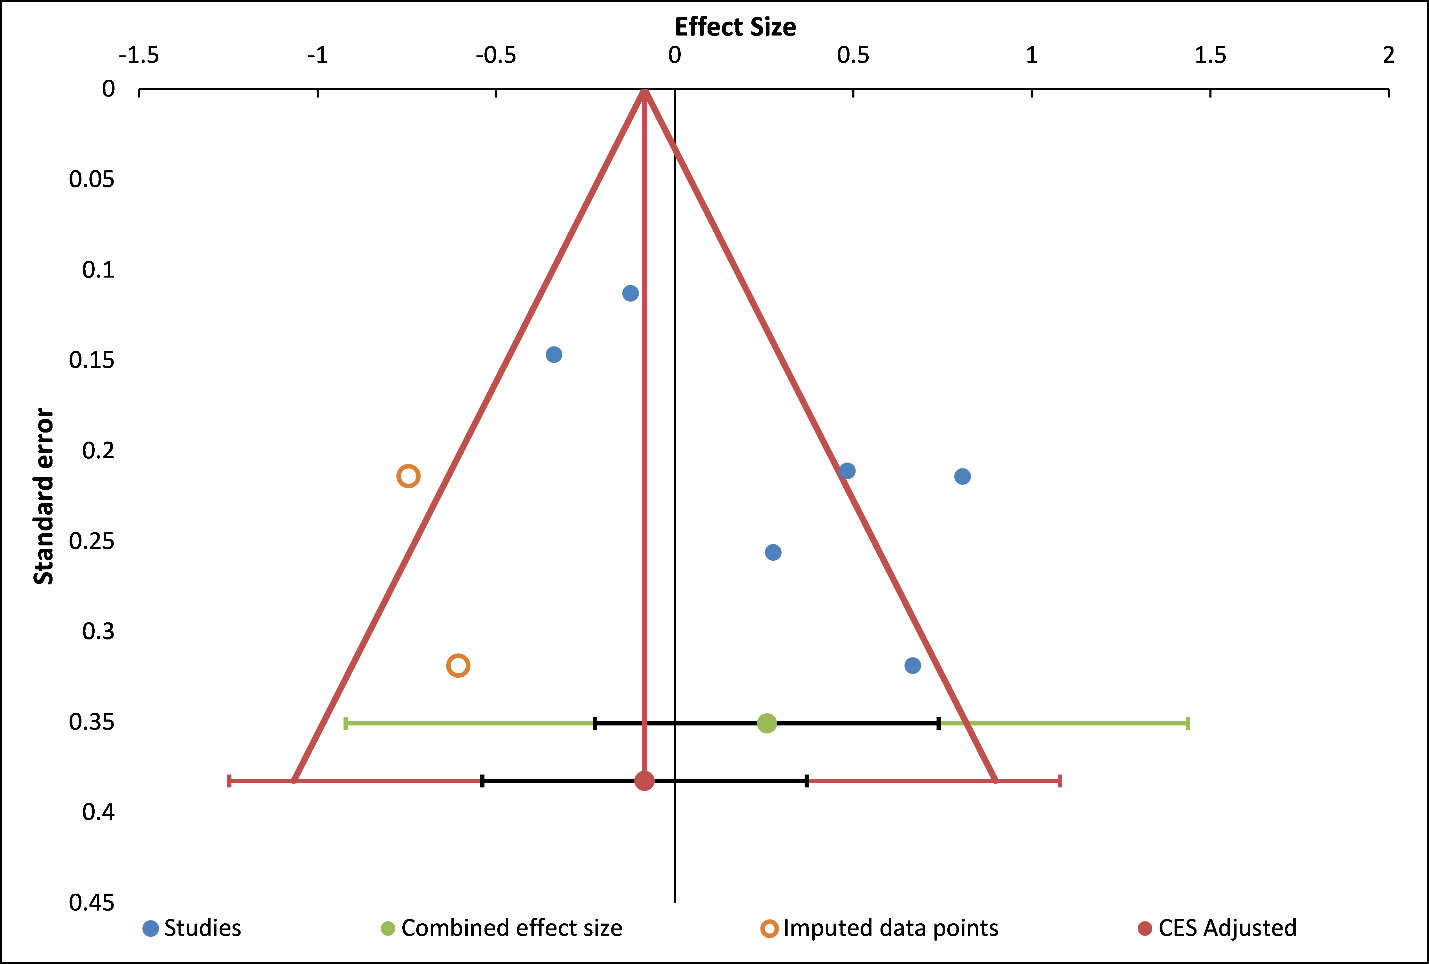 Effect Size
-1.5 -1 -0.5 0 0.5 1 1.5 2
0
0.05
0.1
0.15
0.2
0.25
0.3
0.35
0.4
0.45
Standard error
Studies Combined effect size Imputed data points CES Adjusted